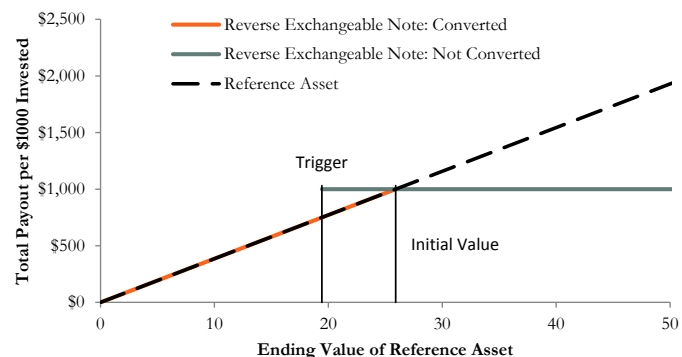 $2,500
$2,000
$1,500
$1,000
$500
$0
Total Payout per $1000 Invested
Reverse Exchangeable Note: Converted
Reverse Exchangeable Note: Not Converted
Reference Asset
Trigger
Initial Value
0 10 20 30 40 50
Ending Value of Reference Asset